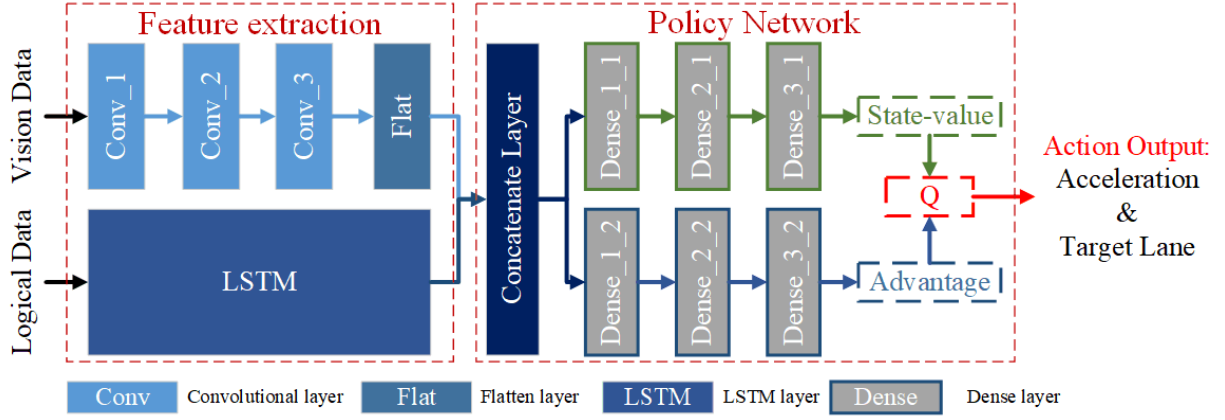 Feature extraction
Policy Network
Vision Data
Logical Data
Conv_1
Conv_2
Conv_3
Flat
LSTM
Concatenate Layer
Dense_1_1
Dense_2_1
Dense_3_1
State-value
Dense_1_2
Dense_2_2
Dense_3_2
Advantage
Q
Action Output:
Acceleration
&
Target Lane
Conv Convolutional layer Flat Flatten layer LSTM LSTM layer Dense Dense layer